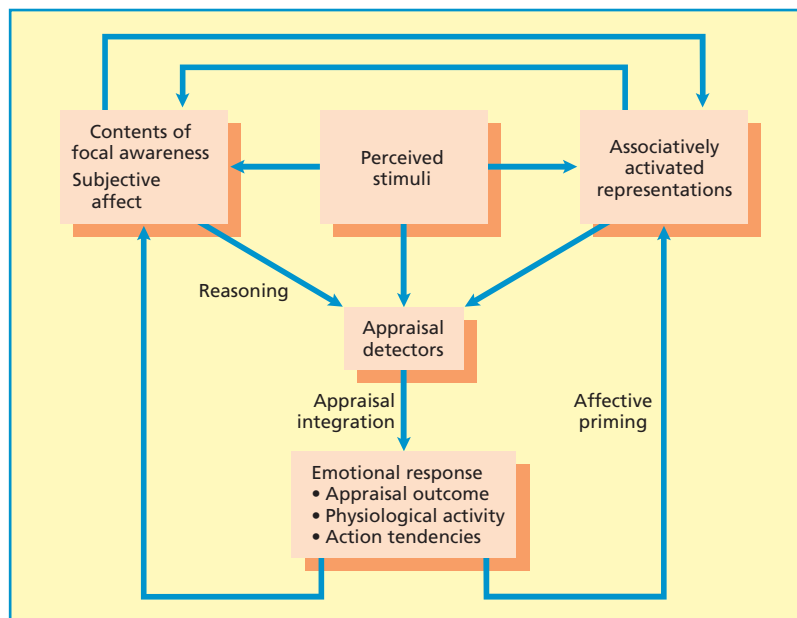 Contents of
focal awareness
Subjective
affect
Perceived
stimuli
Associatively
activated
representations
Reasoning
Appraisal
detectors
Appraisal
integration
Affective
priming
Emotional response
• Appraisal outcome
• Physiological activity
• Action tendencies